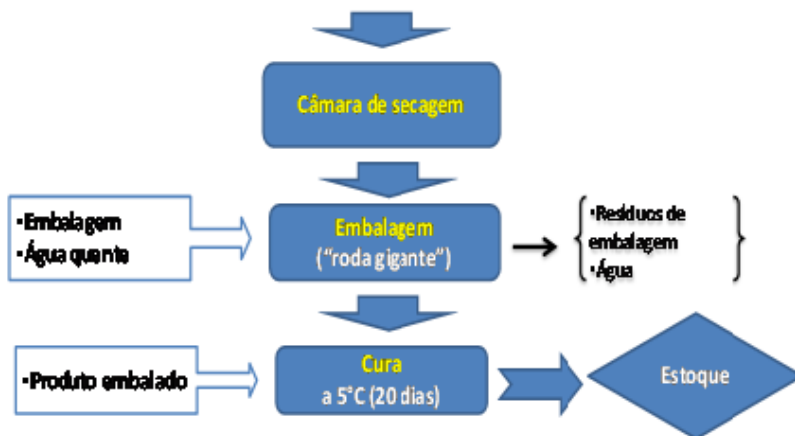 Câmara de secagem
•Embalagem
•Água quente
Embalagem
("roda gigante")
•Resíduos de
embalagem
•Água
•Produto embalado
Cura
a 5°C (20 dias)
Estoque